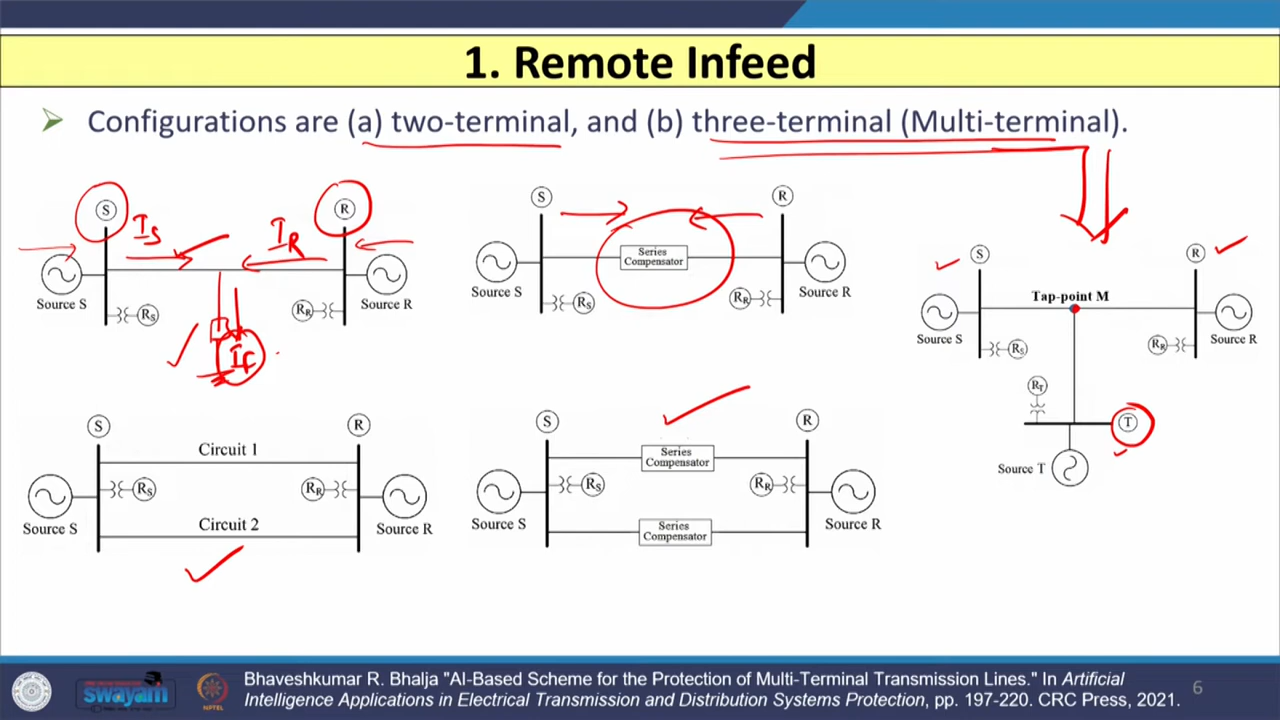 1. Remote Infeed
Configurations are (a) two-terminal, and (b) three-terminal (Multi-terminal).
S
R
IS
IR
Source S
Source R
RS
RR
IF
S
R
Series
Compensator
Source S
Source R
RS
RR
S
R
Tap-point M
Source S
Source R
RS
RR
RT
T
Source T
S
R
Circuit 1
RS
RR
Circuit 2
Source S
Source R
S
R
Series
Compensator
RS
RR
Source S
Source R
Series
Compensator
swayam
NPTEL
Bhaveshkumar R. Bhalja "AI-Based Scheme for the Protection of Multi-Terminal Transmission Lines." In Artificial
Intelligence Applications in Electrical Transmission and Distribution Systems Protection, pp. 197-220. CRC Press, 2021.
6